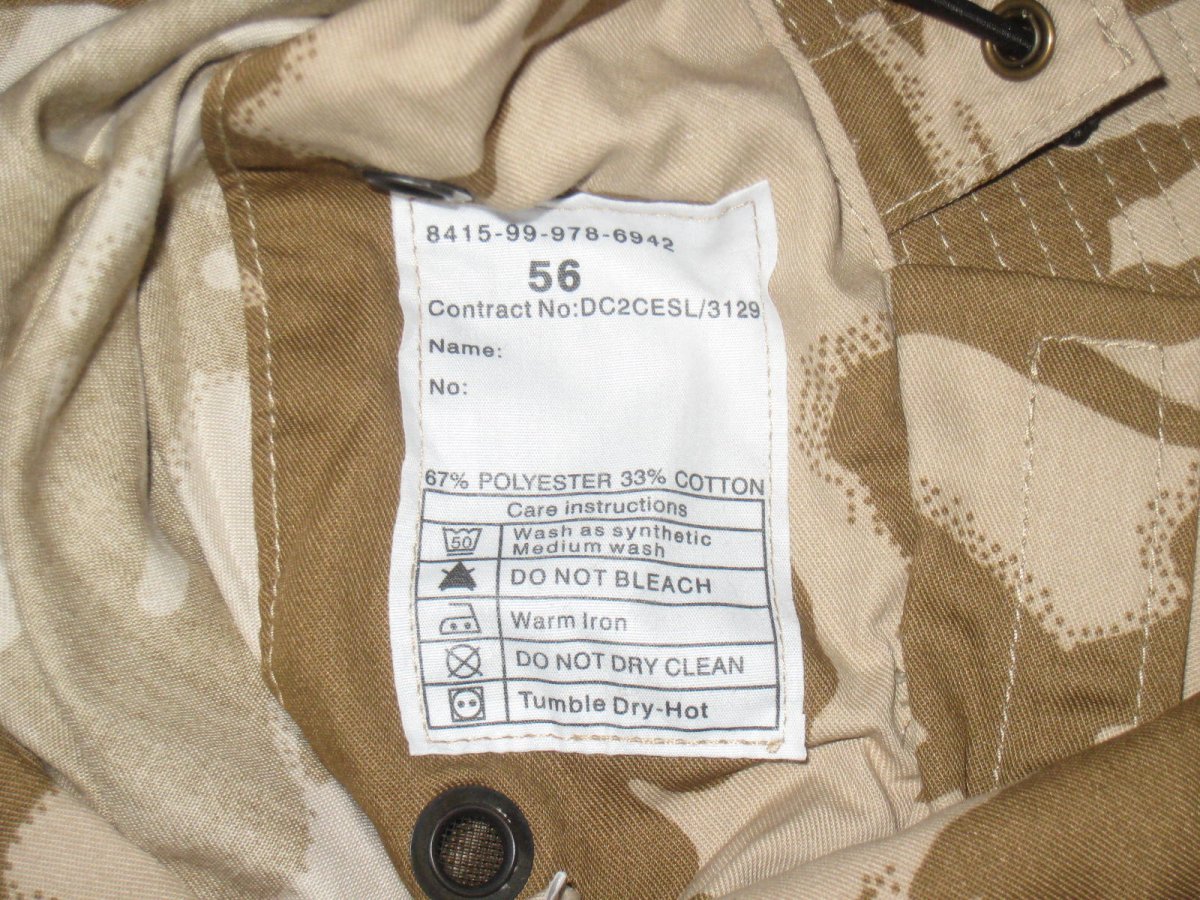 8415-99-978-6942
56
Contract No:DC2CESL/3129
Name:
No:
67% POLYESTER 33% COTTON
Care instructions
50 Wash as synthetic
Medium wash
DO NOT BLEACH
Warm Iron
DO NOT DRY CLEAN
Tumble Dry-Hot